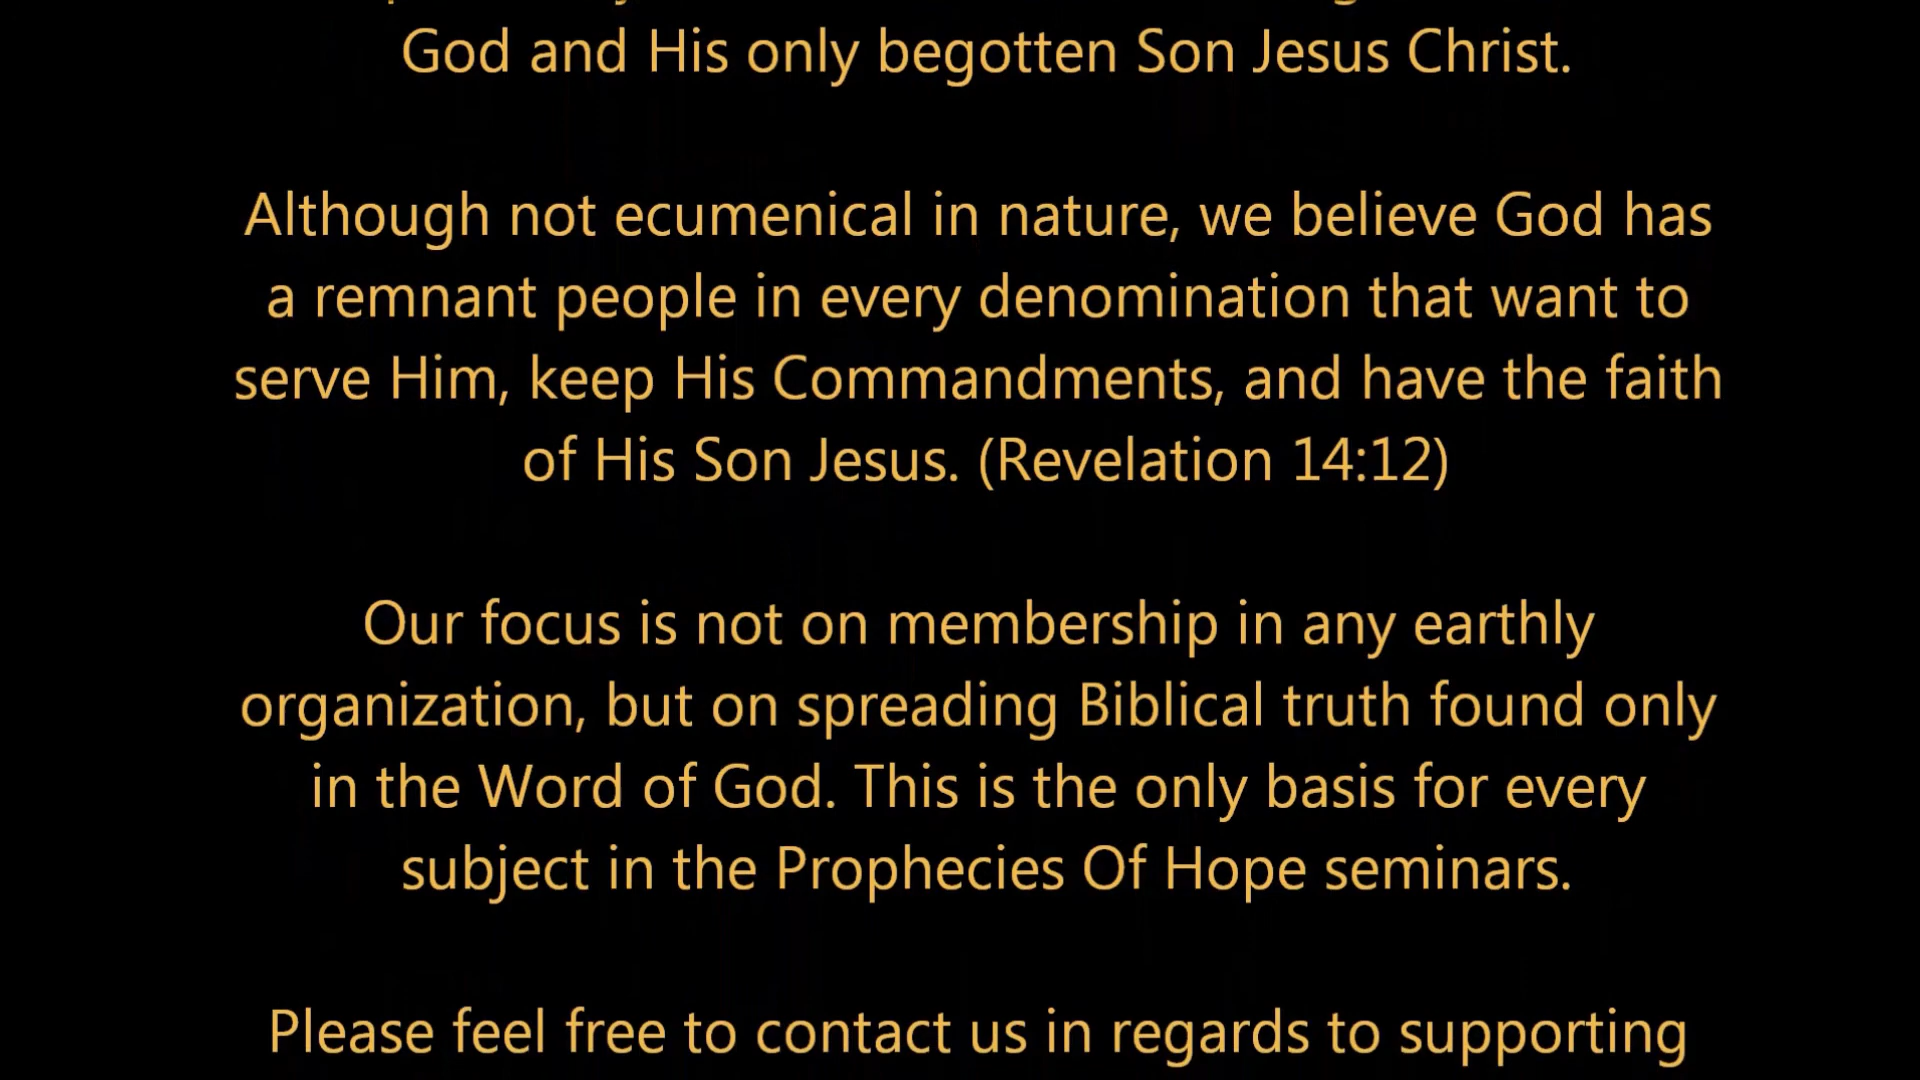 God and His only begotten Son Jesus Christ.
Although not ecumenical in nature, we believe God has
a remnant people in every denomination that want to
serve Him, keep His Commandments, and have the faith
of His Son Jesus. (Revelation 14:12)
Our focus is not on membership in any earthly
organization, but on spreading Biblical truth found only
in the Word of God. This is the only basis for every
subject in the Prophecies Of Hope seminars.
Please feel free to contact us in regards to supporting